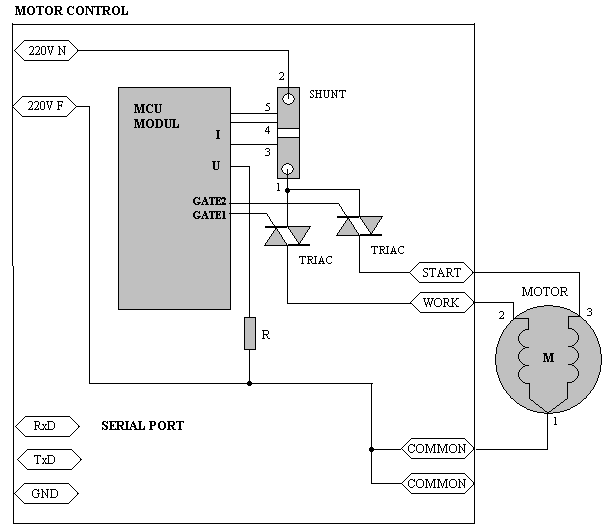 MOTOR CONTROL
220V N
2
SHUNT
220V F
MCU
MODUL
5
4
I
3
U
1
GATE2
GATE1
TRIAC
TRIAC
START
MOTOR
WORK
2
3
R
M
RxD
SERIAL PORT
1
COMMON
TxD
COMMON
GND